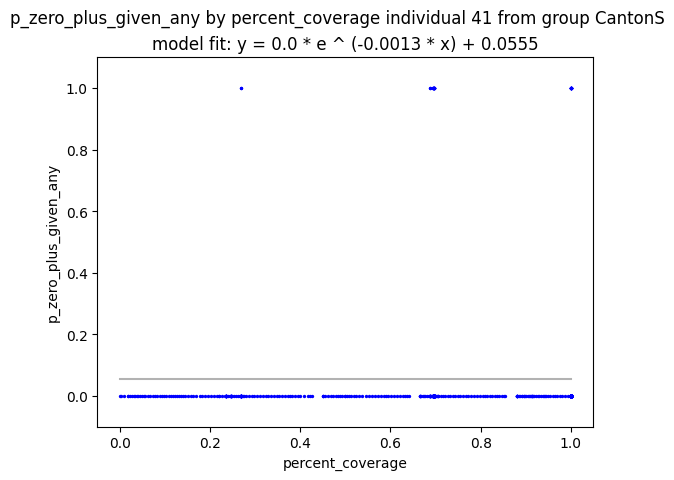 p_zero_plus_given_any by percent_coverage individual 41 from group CantonS
model fit: y = 0.0 * e ^ (-0.0013 * x) + 0.0555
1.0
0.8
0.6
0.4
0.2
0.0
p_zero_plus_given_any
0.0 0.2 0.4 0.6 0.8 1.0
percent_coverage